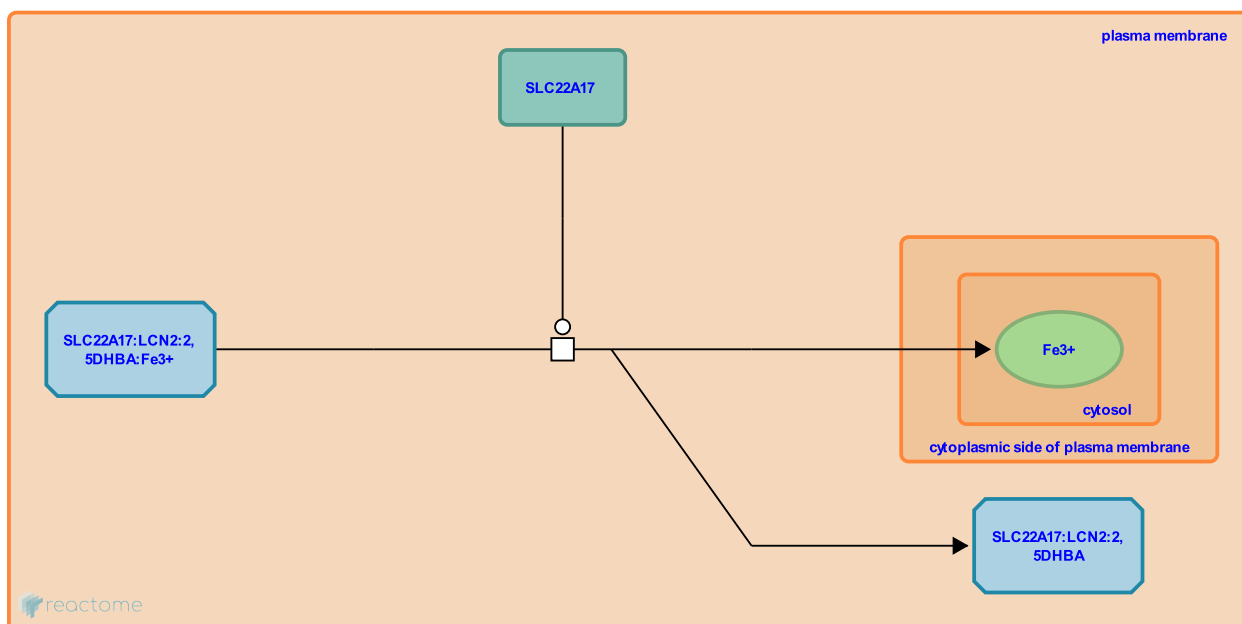 plasma membrane
SLC22A17
SLC22A17:LCN2:2,
5DHBA:Fe3+
Fe3+
cytosol
cytoplasmic side of plasma membrane
SLC22A17:LCN2:2,
5DHBA
reactome